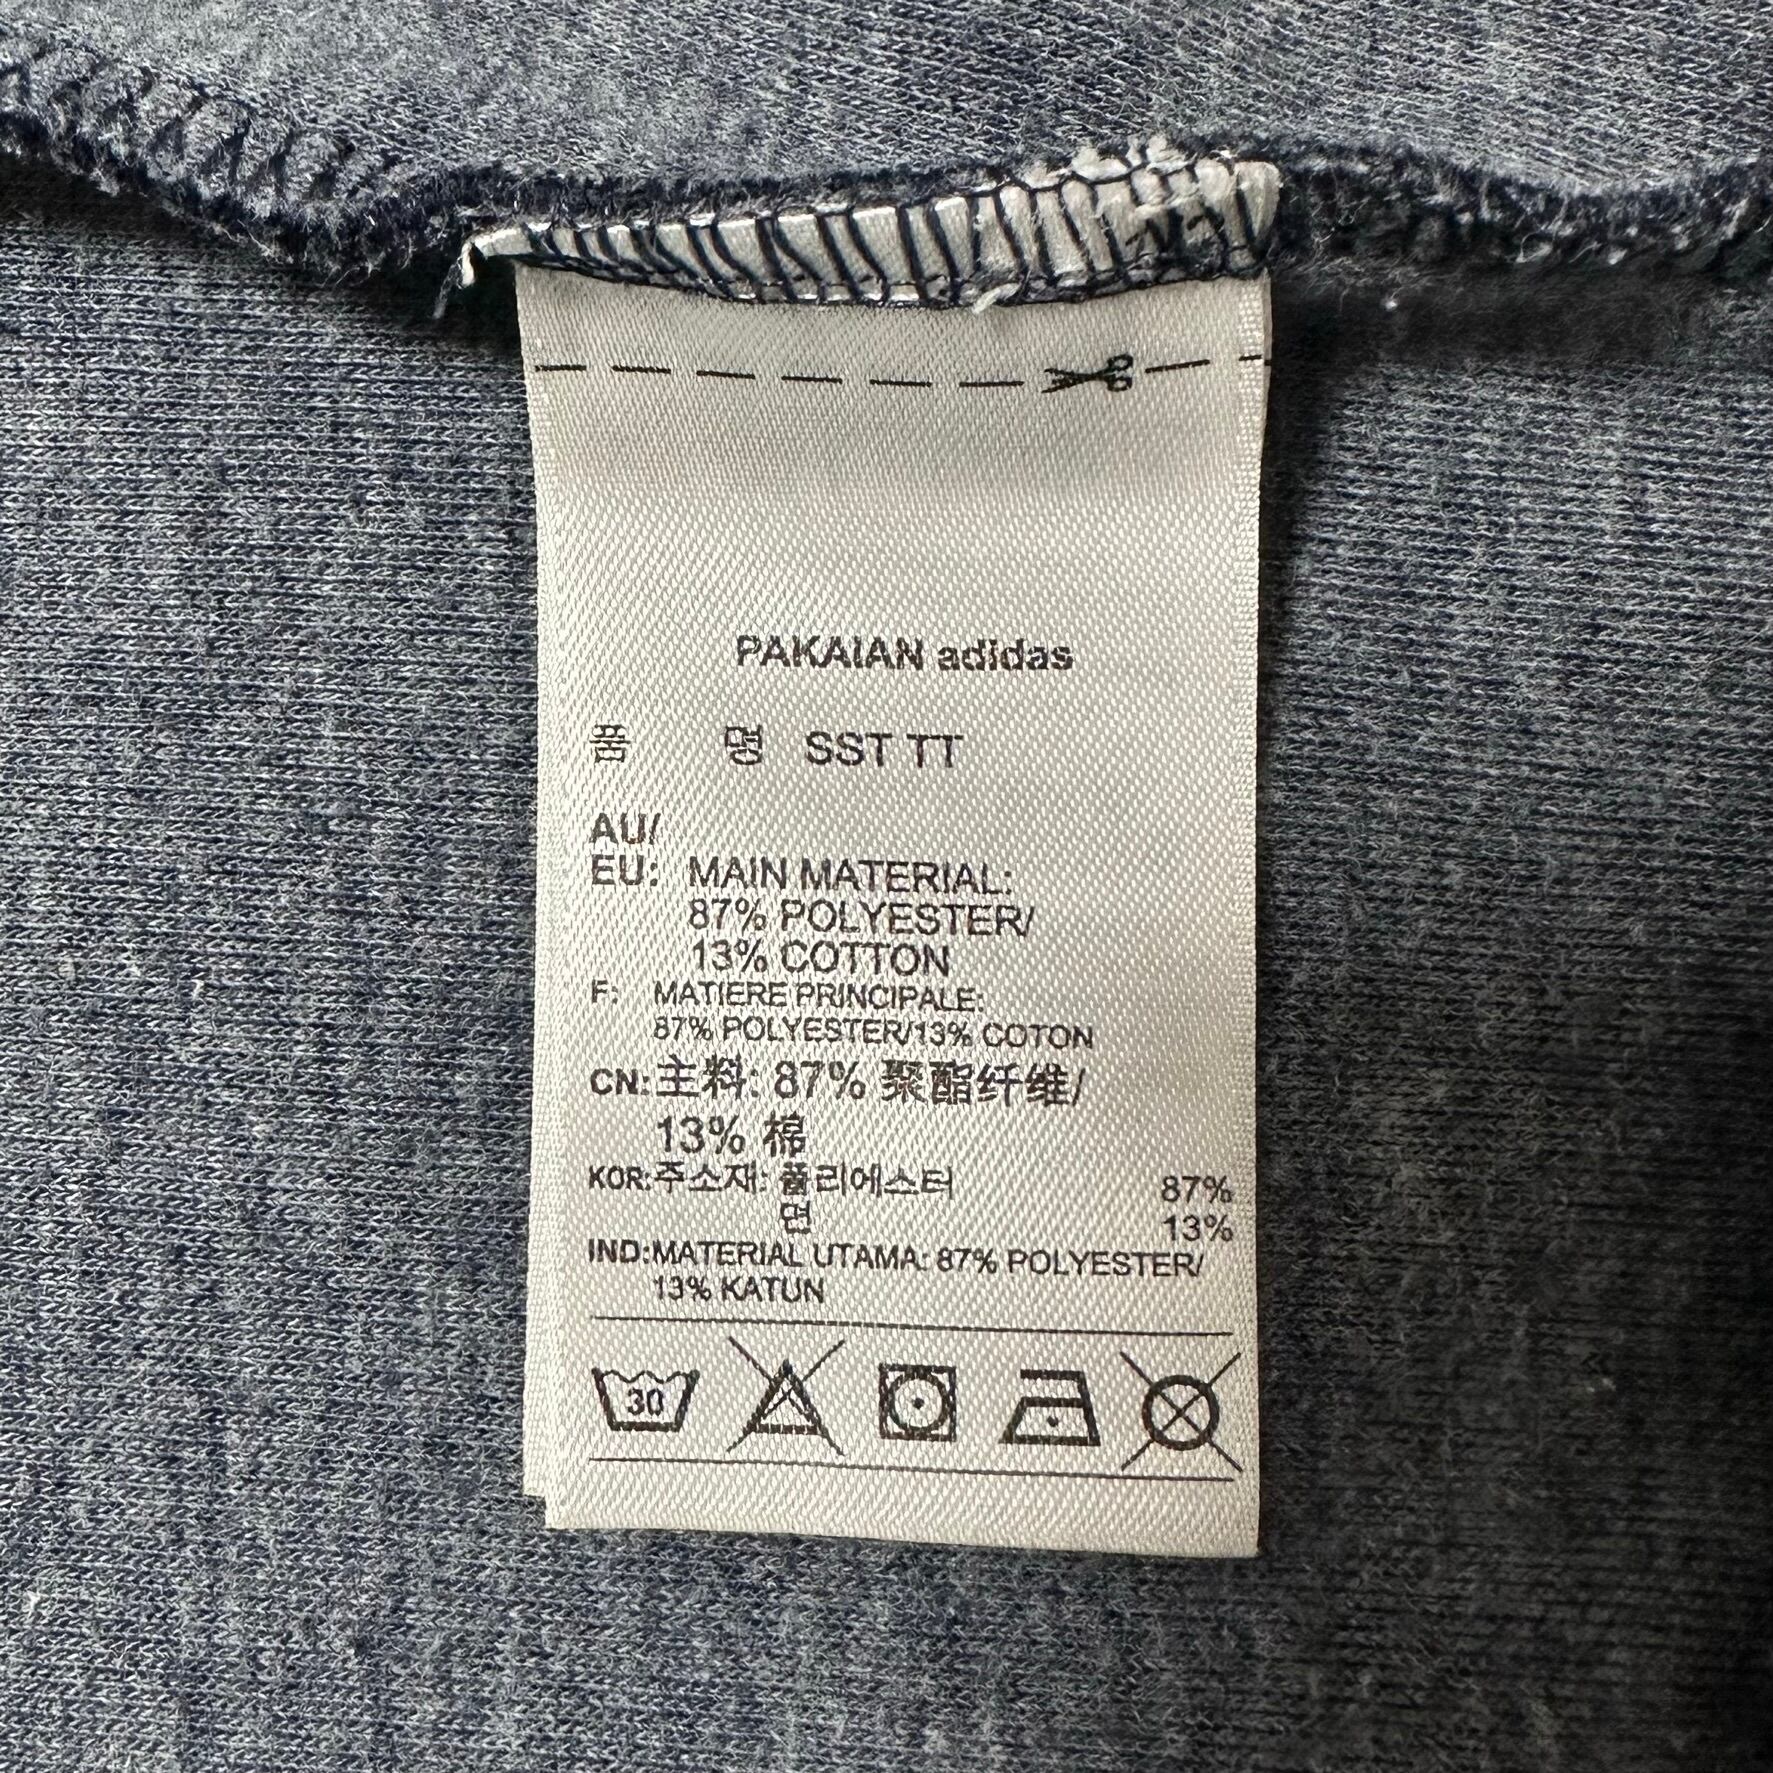 PAKAIAN adidas
품 명 SST TT
AU/
EU: MAIN MATERIAL:
87% POLYESTER/
13% COTTON
F: MATIERE PRINCIPALE:
87% POLYESTER/13% COTON
CN: 主料: 87% 聚酯纤维/
13% 棉
KOR: 주소재: 폴리에스터 87%
면 13%
IND: MATERIAL UTAMA: 87% POLYESTER/
13% KATUN
30